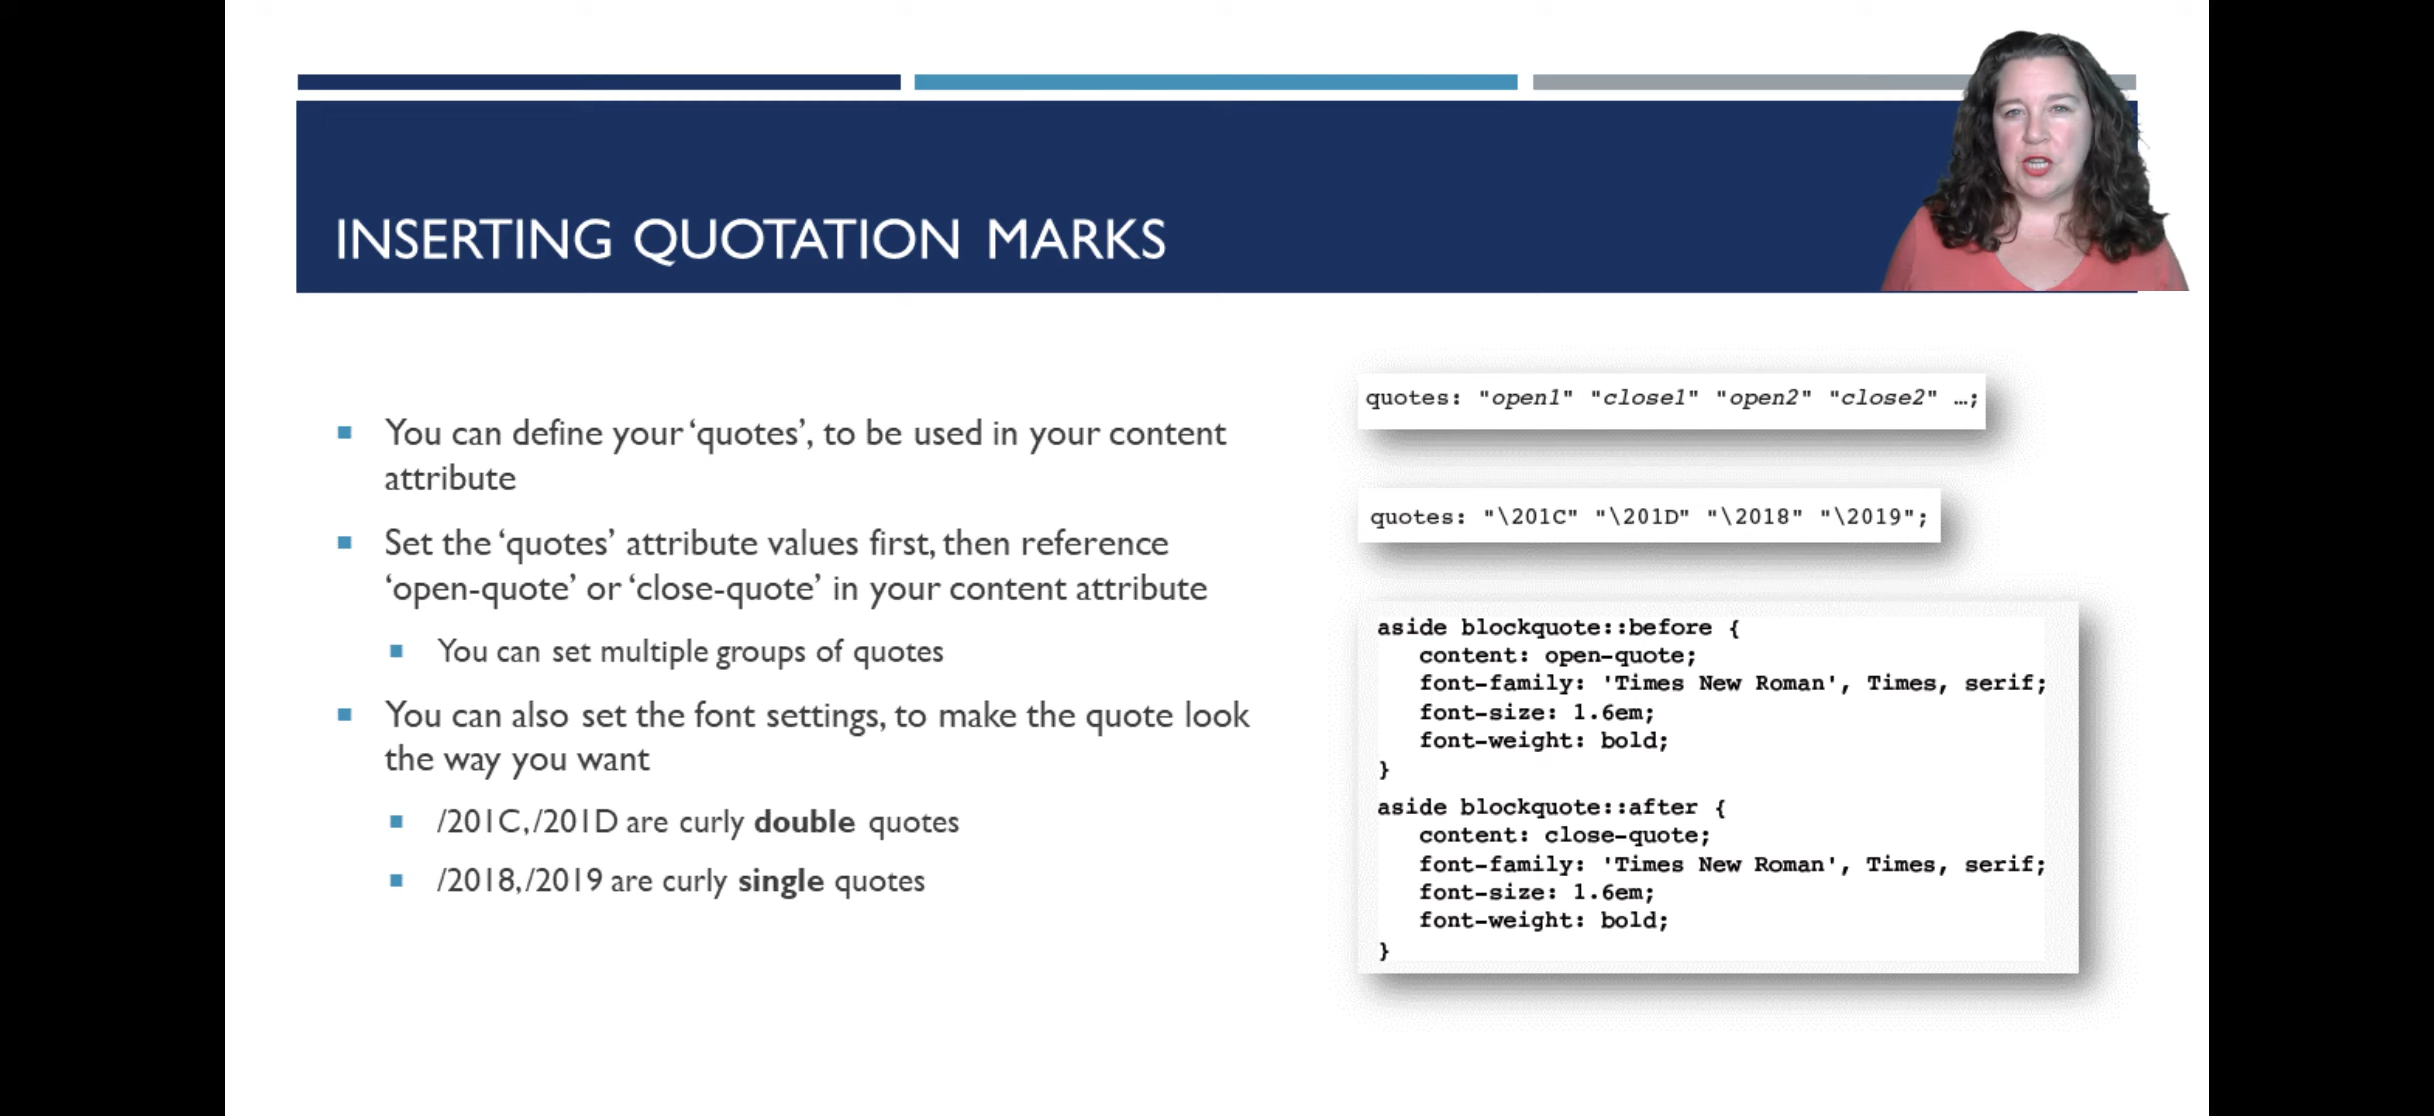 INSERTING QUOTATION MARKS
You can define your ‘quotes’, to be used in your content
attribute
Set the ‘quotes’ attribute values first, then reference
‘open-quote’ or ‘close-quote’ in your content attribute
You can set multiple groups of quotes
You can also set the font settings, to make the quote look
the way you want
/201C, /201D are curly double quotes
/2018, /2019 are curly single quotes
quotes: "open1" "close1" "open2" "close2" …;
quotes: "\201C" "\201D" "\2018" "\2019";
aside blockquote::before {
content: open-quote;
font-family: 'Times New Roman', Times, serif;
font-size: 1.6em;
font-weight: bold;
}
aside blockquote::after {
content: close-quote;
font-family: 'Times New Roman', Times, serif;
font-size: 1.6em;
font-weight: bold;
}